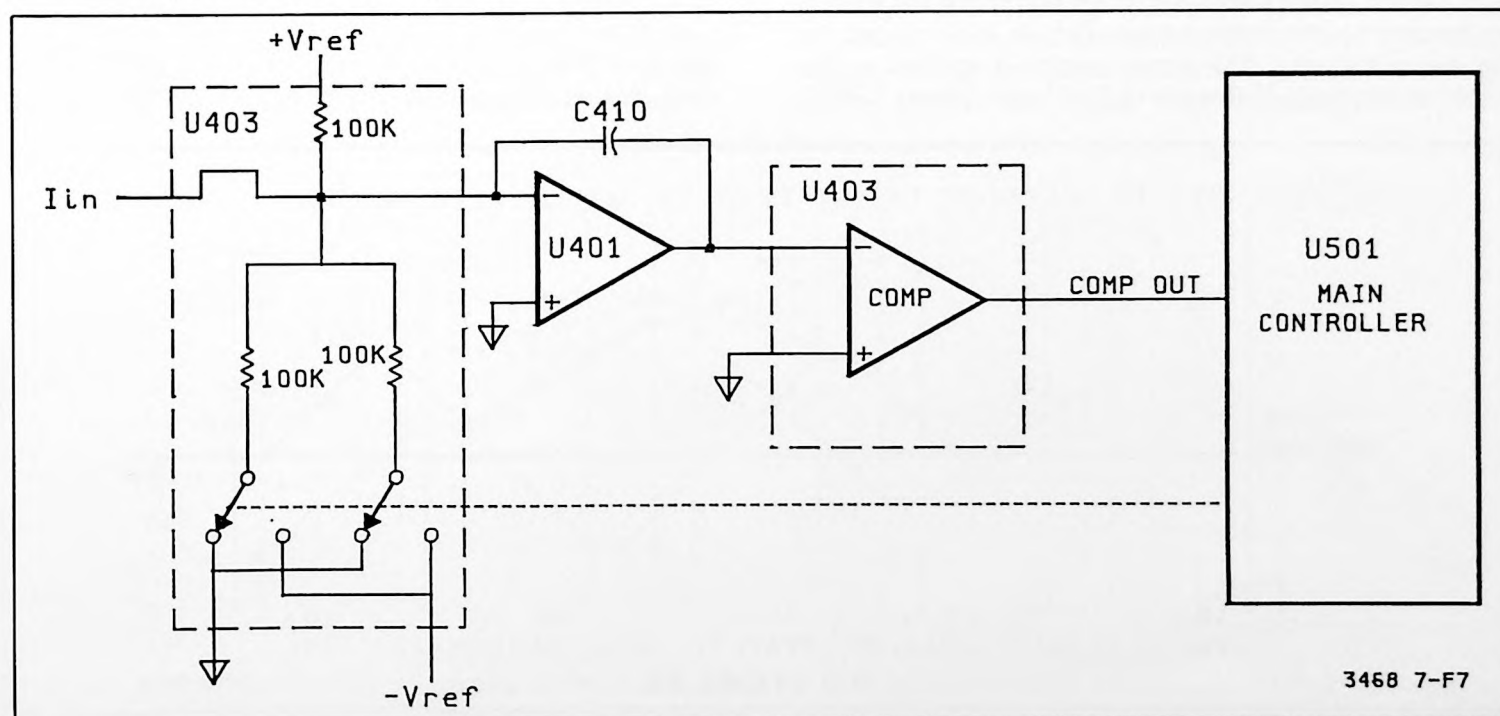 +Vref
U403
100K
C410
Iin
U403
−
U401
+
−
COMP
+
COMP OUT
U501
MAIN
CONTROLLER
100K
100K
-Vref
3468 7-F7